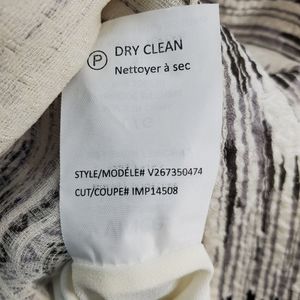 P DRY CLEAN
Nettoyer à sec
STYLE/MODÈLE# V267350474
CUT/COUPE# IMP14508